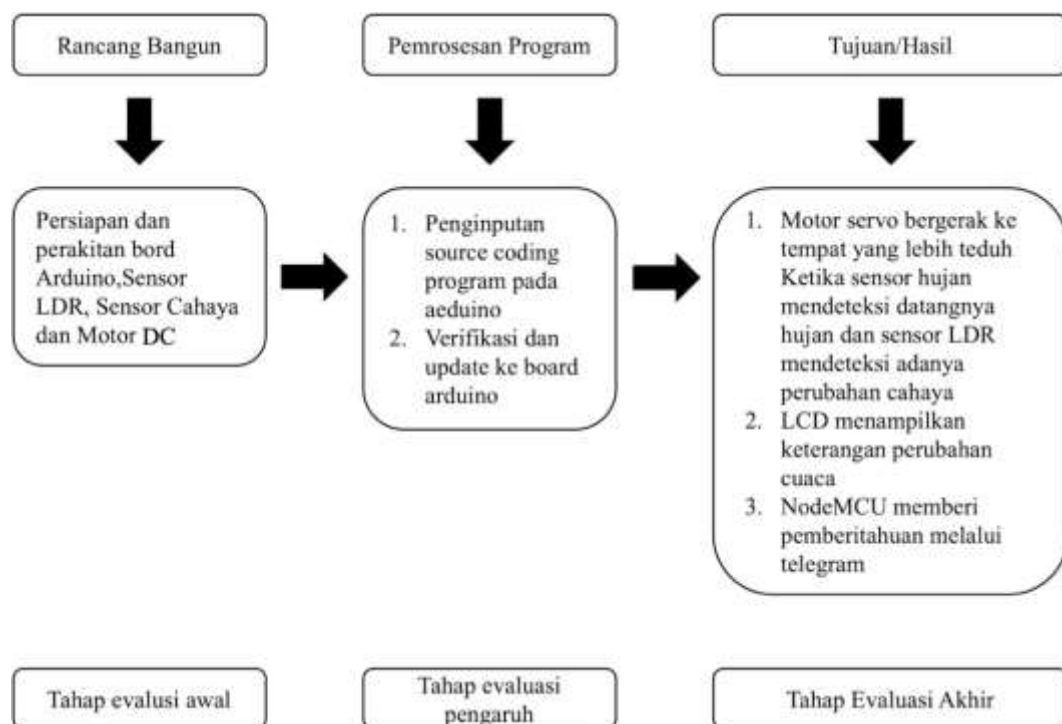 Rancang Bangun
Pemrosesan Program
Tujuan/Hasil
Persiapan dan
perakitan bord
Arduino,Sensor
LDR, Sensor Cahaya
dan Motor DC
1. Penginputan
source coding
program pada
aeduino
2. Verifikasi dan
update ke board
arduino
1. Motor servo bergerak ke
tempat yang lebih teduh
Ketika sensor hujan
mendeteksi datangnya
hujan dan sensor LDR
mendeteksi adanya
perubahan cahaya
2. LCD menampilkan
keterangan perubahan
cuaca
3. NodeMCU memberi
pemberitahuan melalui
telegram
Tahap evalusi awal
Tahap evaluasi
pengaruh
Tahap Evaluasi Akhir